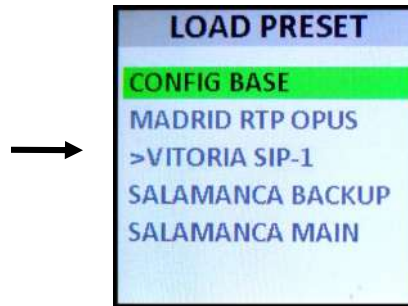 LOAD PRESET
CONFIG BASE
MADRID RTP OPUS
>VITORIA SIP-1
SALAMANCA BACKUP
SALAMANCA MAIN